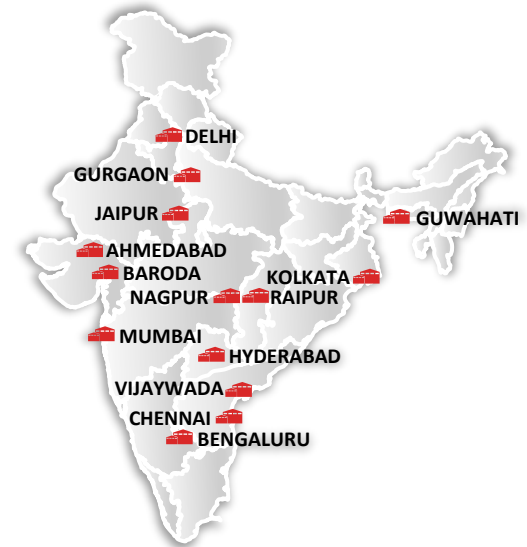 DELHI
GURGAON
JAIPUR
GUWAHATI
AHMEDABAD
BARODA
KOLKATA
NAGPUR
RAIPUR
MUMBAI
HYDERABAD
VIJAYWADA
CHENNAI
BENGALURU